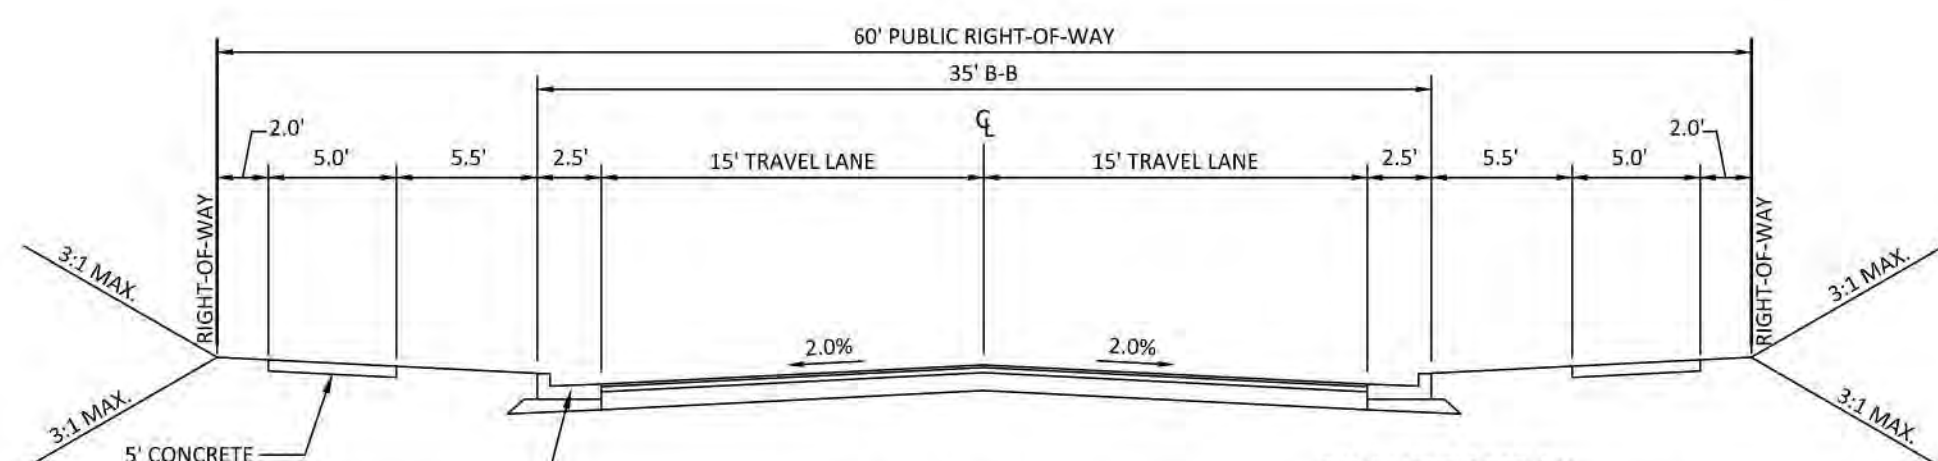 60' PUBLIC RIGHT-OF-WAY
35' B-B
℄
2.0'
5.0'
5.5'
2.5'
15' TRAVEL LANE
15' TRAVEL LANE
2.5'
5.5'
5.0'
2.0'
RIGHT-OF-WAY
RIGHT-OF-WAY
3:1 MAX.
3:1 MAX.
2.0%
2.0%
3:1 MAX.
3:1 MAX.
5' CONCRETE